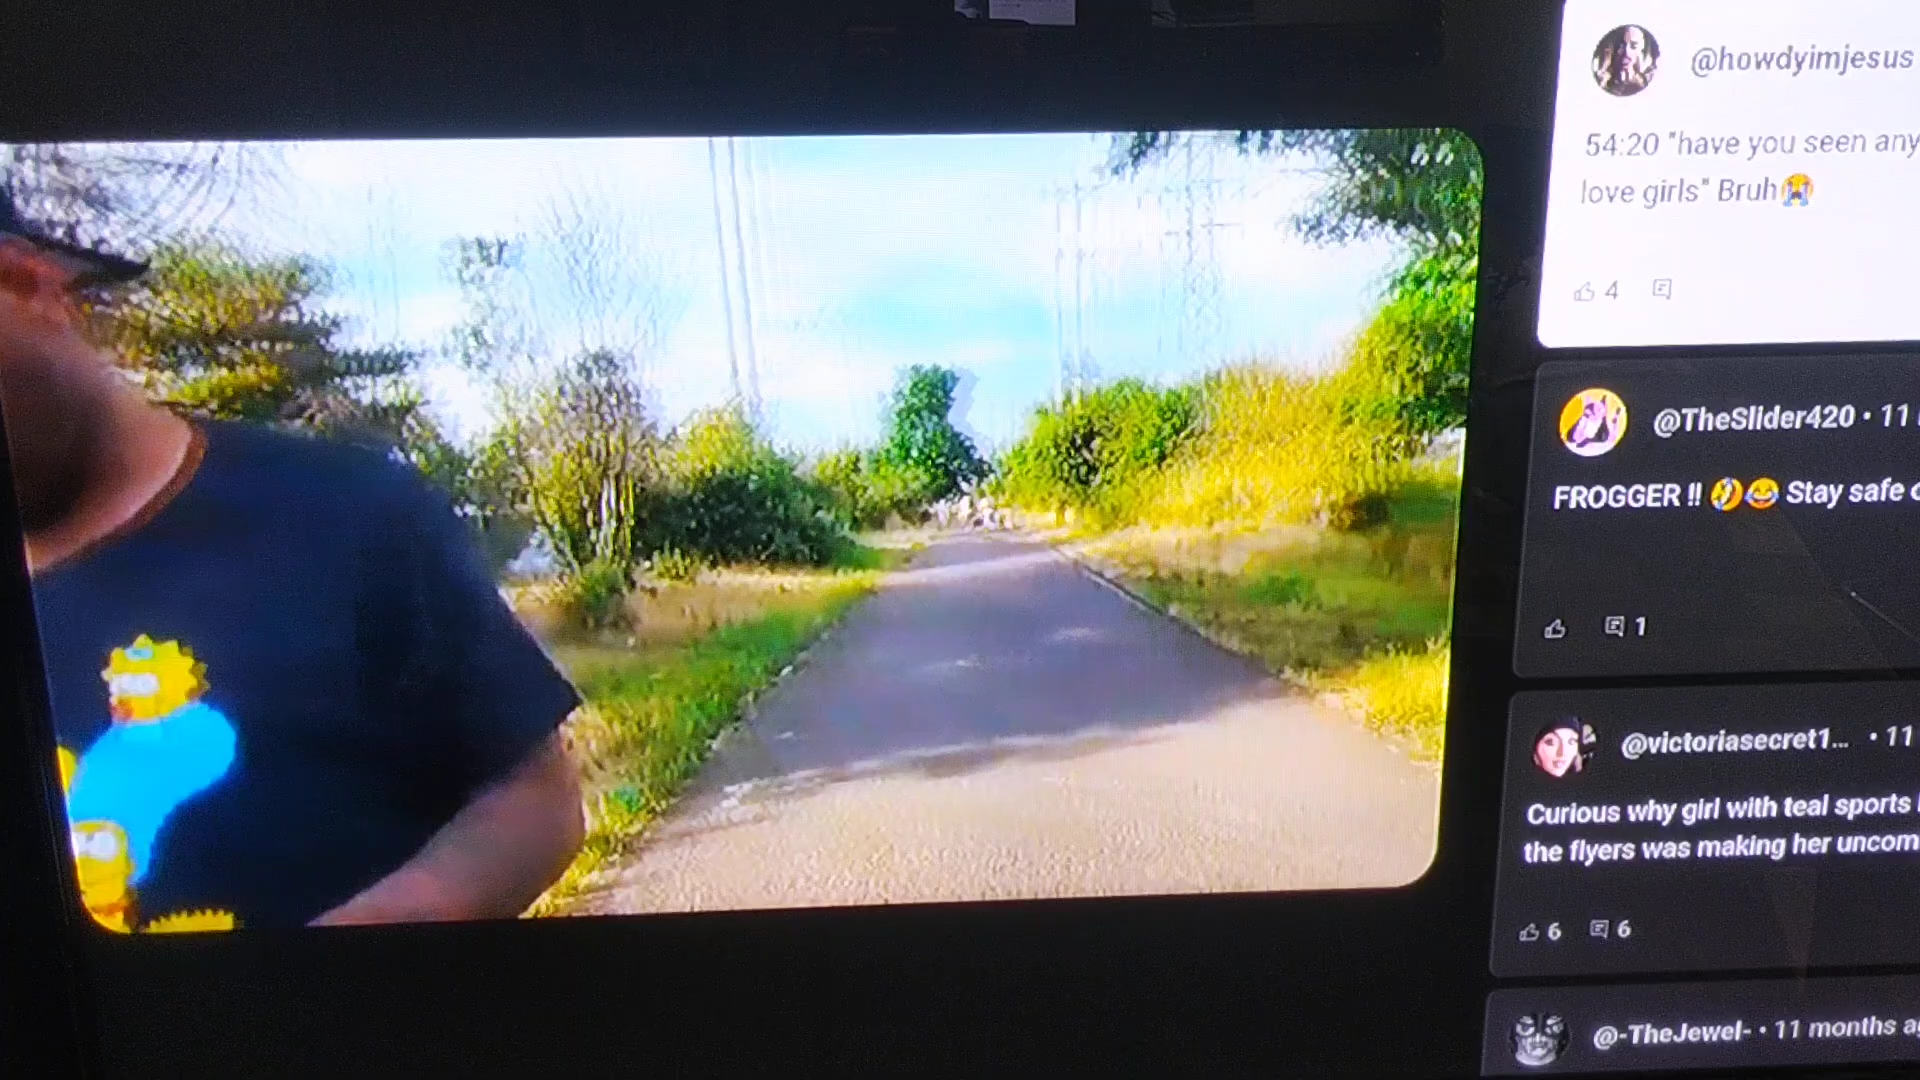 @howdyimjesus
54:20 "have you seen any
love girls" Bruh😭
4
@TheSlider420 • 11
FROGGER !! 🤣😂 Stay safe
1
@victoriasecret1... • 11
Curious why girl with teal sports
the flyers was making her uncom
6 6
@-TheJewel- • 11 months a